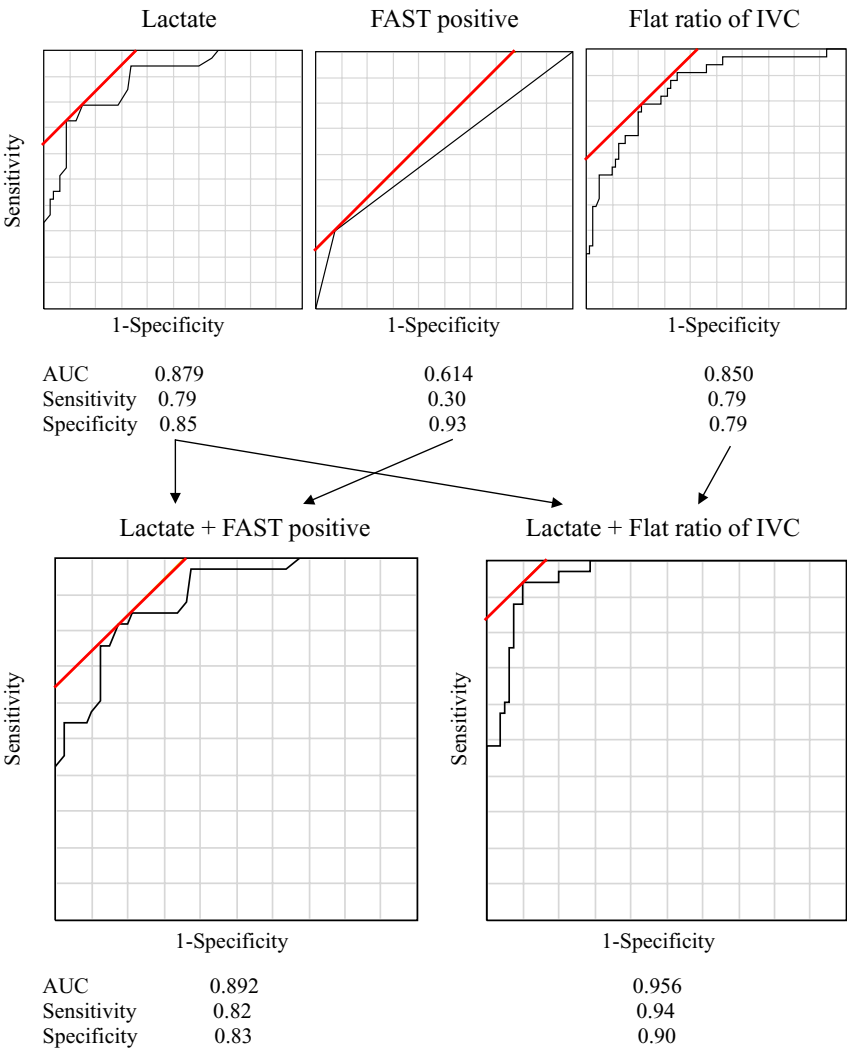 Lactate FAST positive Flat ratio of IVC
Sensitivity
1-Specificity 1-Specificity 1-Specificity
AUC 0.879 0.614 0.850
Sensitivity 0.79 0.30 0.79
Specificity 0.85 0.93 0.79
Lactate + FAST positive Lactate + Flat ratio of IVC
Sensitivity Sensitivity
1-Specificity 1-Specificity
AUC 0.892 0.956
Sensitivity 0.82 0.94
Specificity 0.83 0.90